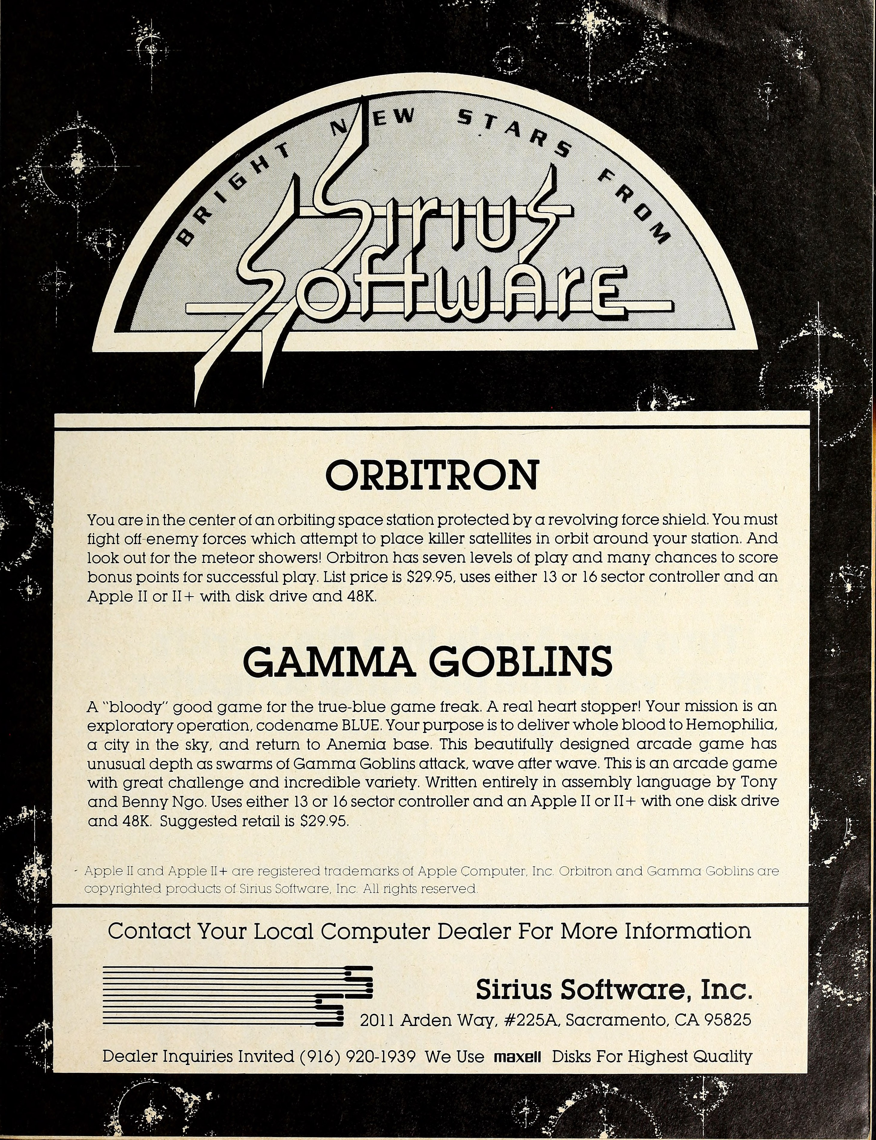 BRIGHT NEW STARS FROM
Sirius
Software
ORBITRON
You are in the center of an orbiting space station protected by a revolving force shield. You must
fight off enemy forces which attempt to place killer satellites in orbit around your station. And
look out for the meteor showers! Orbitron has seven levels of play and many chances to score
bonus points for successful play. List price is $29.95, uses either 13 or 16 sector controller and an
Apple II or II+ with disk drive and 48K.
GAMMA GOBLINS
A "bloody" good game for the true-blue game freak. A real heart stopper! Your mission is an
exploratory operation, codename BLUE. Your purpose is to deliver whole blood to Hemophilia,
a city in the sky, and return to Anemia base. This beautifully designed arcade game has
unusual depth as swarms of Gamma Goblins attack, wave after wave. This is an arcade game
with great challenge and incredible variety. Written entirely in assembly language by Tony
and Benny Ngo. Uses either 13 or 16 sector controller and an Apple II or II+ with one disk drive
and 48K. Suggested retail is $29.95.
Apple II and Apple II+ are registered trademarks of Apple Computer, Inc. Orbitron and Gamma Goblins are
copyrighted products of Sirius Software, Inc. All rights reserved.
Contact Your Local Computer Dealer For More Information
Sirius Software, Inc.
2011 Arden Way, #225A, Sacramento, CA 95825
Dealer Inquiries Invited (916) 920-1939 We Use maxell Disks For Highest Quality